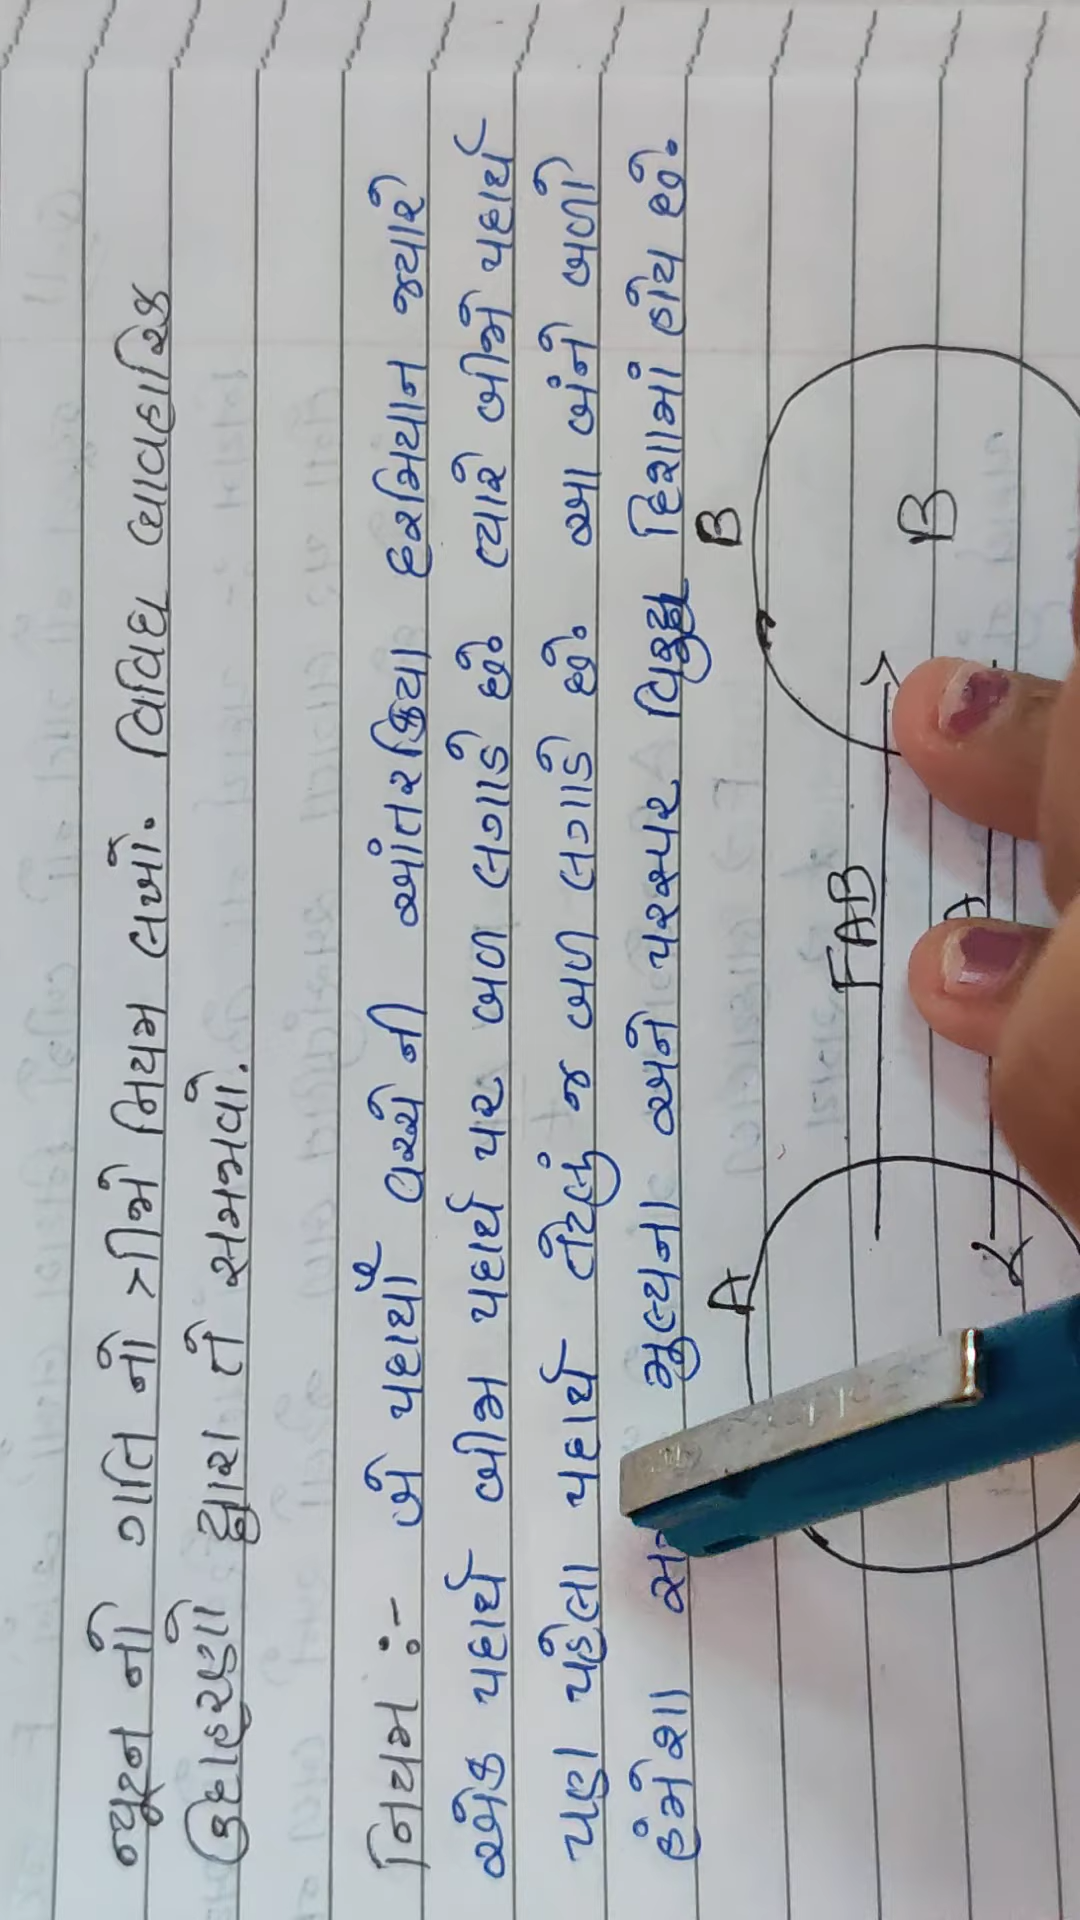 ન્યૂટન નો ગતિ નો ત્રીજો નિયમ લખો. વિવિધ વ્યાવહારિક
ઉદાહરણો દ્વારા તે સમજાવો.
નિયમ :- બે પદાર્થો વચ્ચે ની આંતરક્રિયા દરમિયાન જ્યારે
એક પદાર્થ બીજા પદાર્થ પર બળ લગાડે છે. ત્યારે બીજો પદાર્થ
પણ પહેલા પદાર્થ તેટલું જ બળ લગાડે છે. આ બંને બળો
હંમેશા મુલ્યના અને પરસ્પર વિરુદ્ધ દિશામાં હોય છે.
A B
FAB B